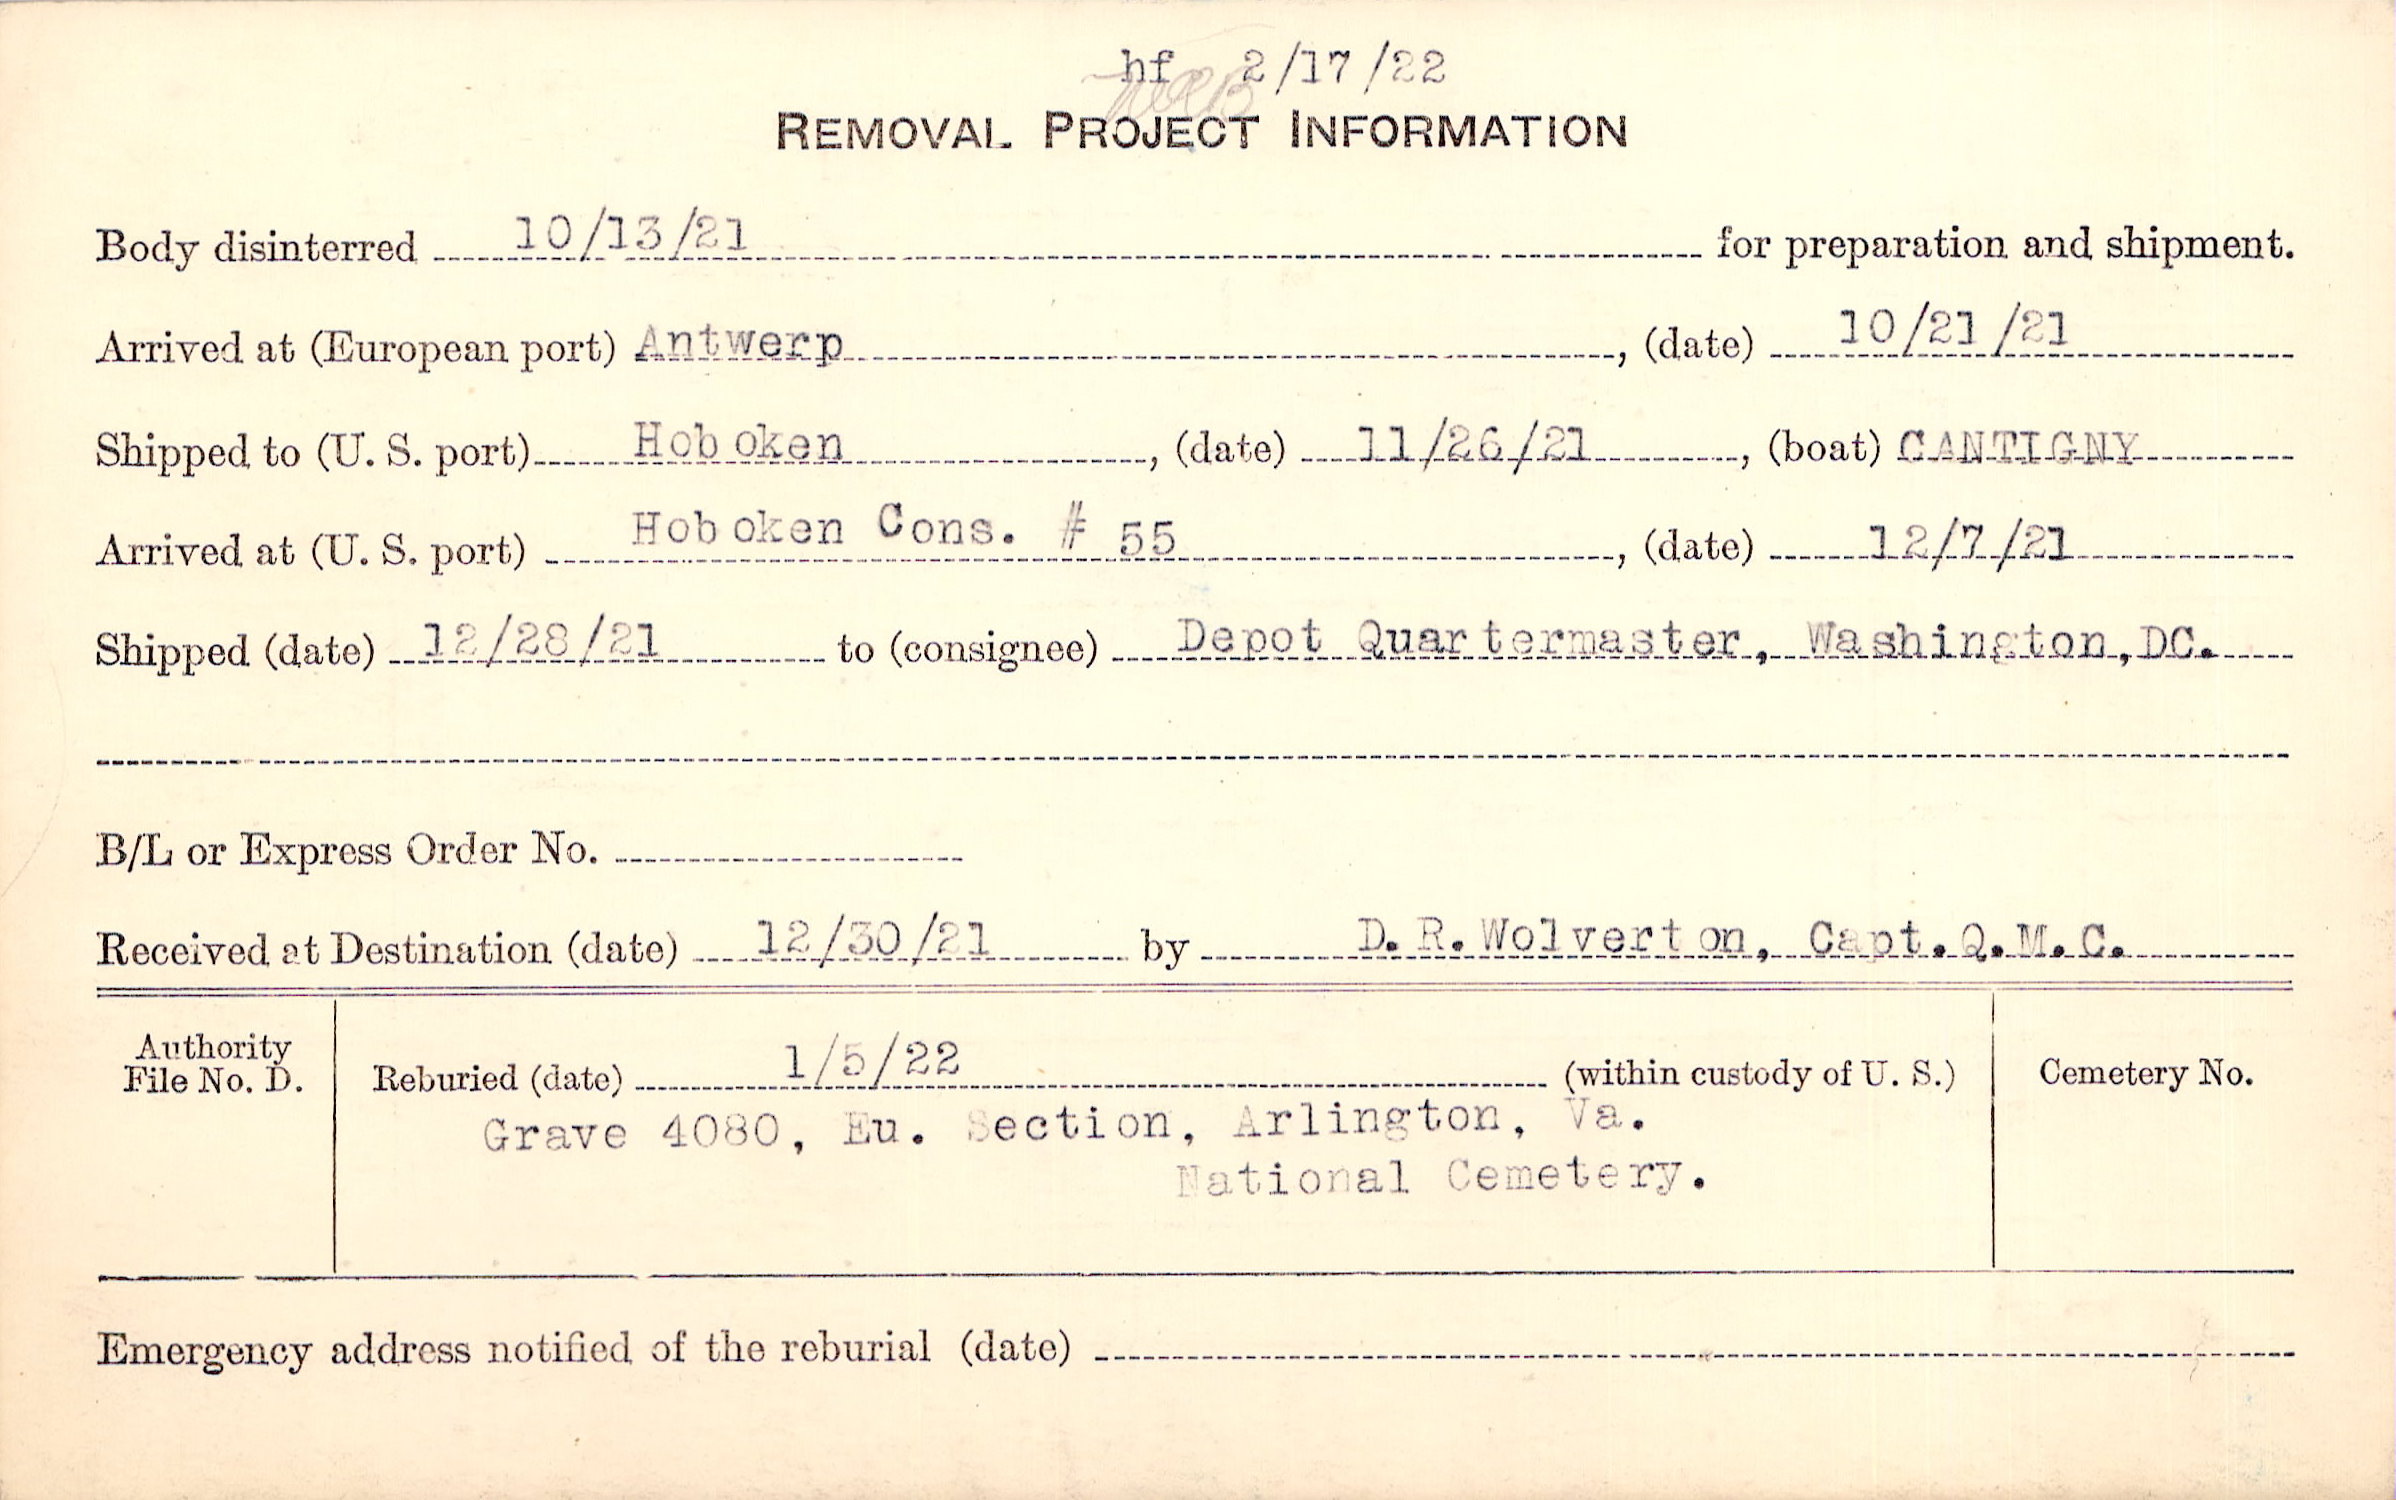 hf 2/17/22
REMOVAL PROJECT INFORMATION
Body disinterred 10/13/21 for preparation and shipment.
Arrived at (European port) Antwerp, (date) 10/21/21
Shipped to (U. S. port) Hoboken, (date) 11/26/21, (boat) CANTIGNY
Arrived at (U. S. port) Hoboken Cons. # 55, (date) 12/7/21
Shipped (date) 12/28/21 to (consignee) Depot Quartermaster, Washington, DC.
B/L or Express Order No.
Received at Destination (date) 12/30/21 by D. R. Wolverton, Capt. Q. M. C.
Authority
File No. D.
Reburied (date) 1/5/22 (within custody of U. S.)
Cemetery No.
Grave 4080, Eu. Section, Arlington, Va.
National Cemetery.
Emergency address notified of the reburial (date)